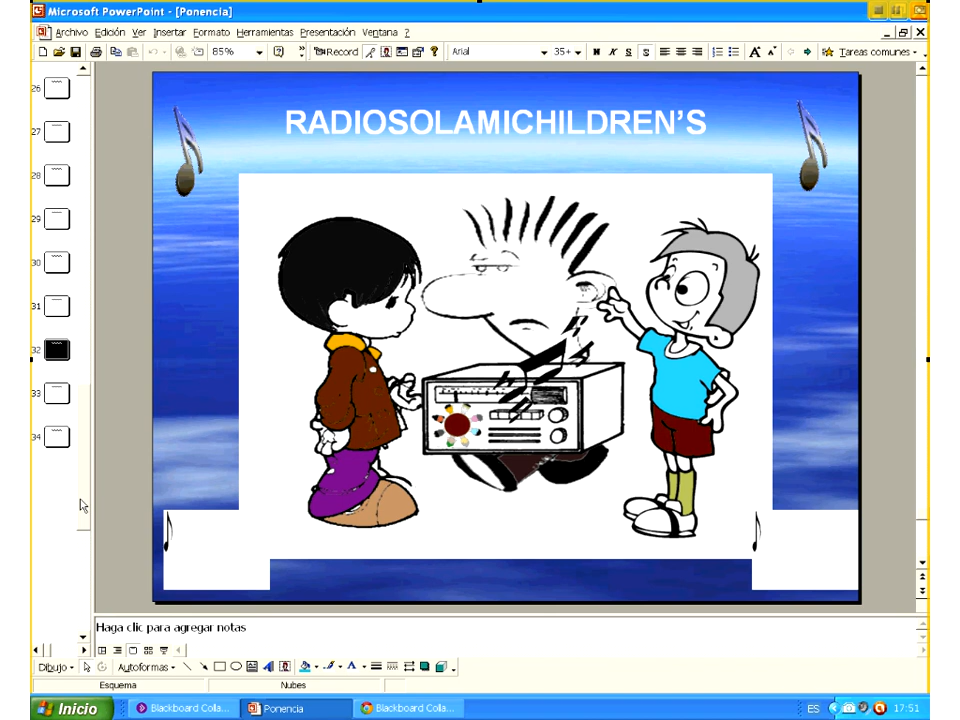 Microsoft PowerPoint - [Ponencia]
Archivo Edición Ver Insertar Formato Herramientas Presentación Ventana ?
85% Record Arial 35+ N K S S A A Tareas comunes
26
27
28
29
30
31
32
33
34
RADIOSOLAMICHILDREN'S
Haga clic para agregar notas
Dibujo Autoformas
Esquema Nubes
Inicio Blackboard Colla... Ponencia Blackboard Colla... ES 17:51